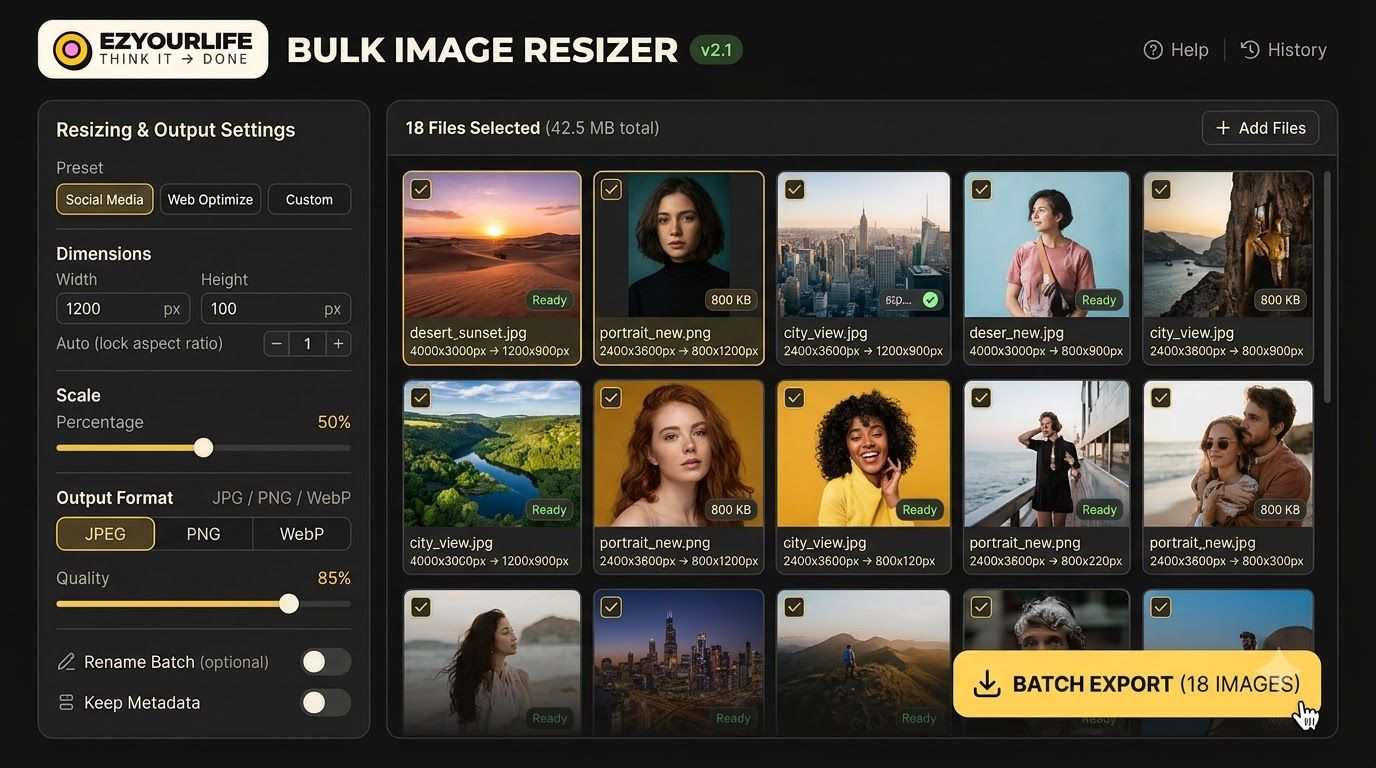 EZYOURLIFE
THINK IT → DONE
BULK IMAGE RESIZER
v2.1
Help
History
Resizing & Output Settings
Preset
Social Media
Web Optimize
Custom
Dimensions
Width
Height
1200 px
100 px
Auto (lock aspect ratio)
− 1 +
Scale
Percentage 50%
Output Format JPG / PNG / WebP
JPEG
PNG
WebP
Quality 85%
Rename Batch (optional)
Keep Metadata
18 Files Selected (42.5 MB total)
+ Add Files
Ready
desert_sunset.jpg
4000x3000px → 1200x900px
800 KB
portrait_new.png
2400x3600px → 800x1200px
city_view.jpg
2400x3600px → 1200x900px
Ready
deser_new.jpg
4000x3000px → 800x900px
800 KB
city_view.jpg
2400x3600px → 800x900px
Ready
city_view.jpg
4000x3000px → 1200x900px
800 KB
portrait_new.png
2400x3600px → 800x1200px
Ready
city_view.jpg
2400x3600px → 800x120px
Ready
portrait_new.png
2400x3600px → 800x220px
800 KB
portrait_new.jpg
2400x3600px → 800x300px
Ready
Ready
Ready
BATCH EXPORT (18 IMAGES)